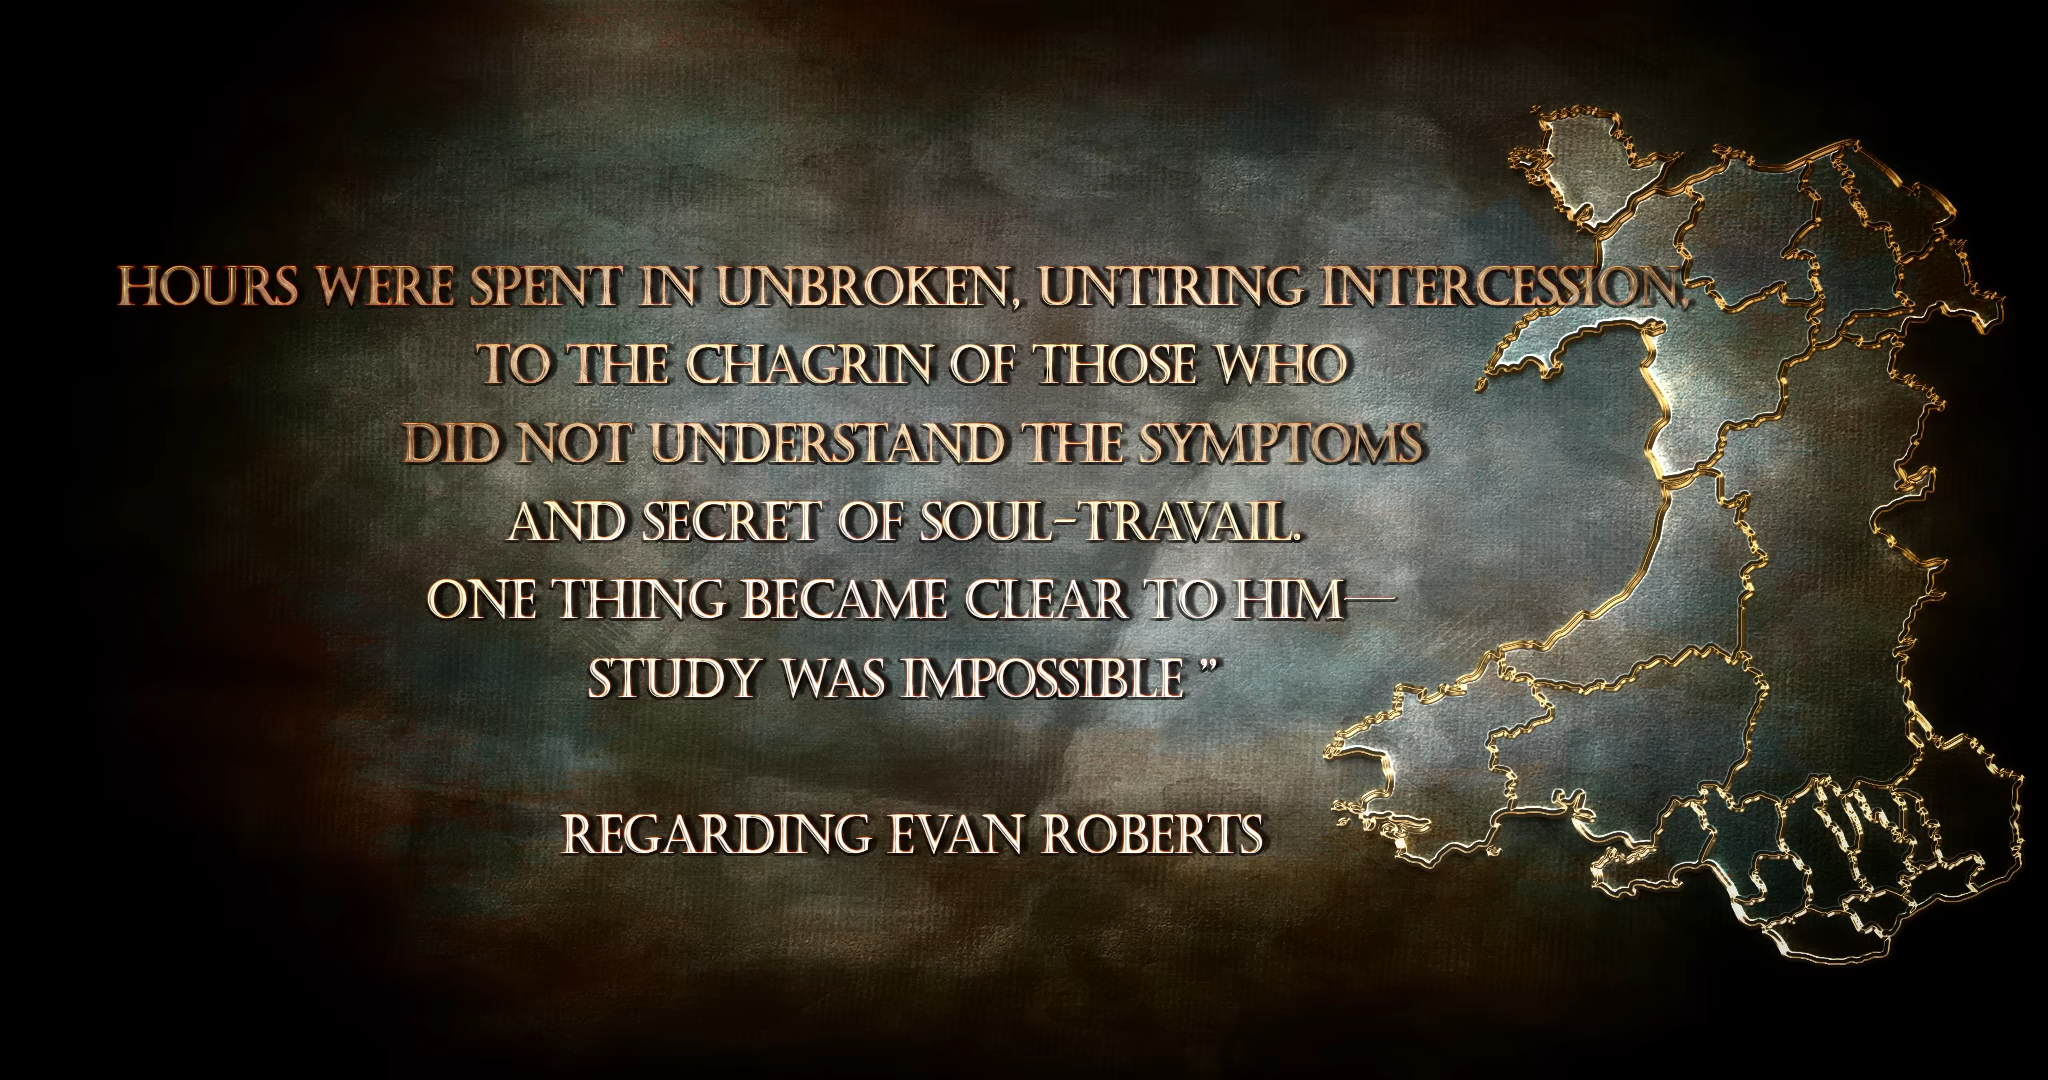 HOURS WERE SPENT IN UNBROKEN, UNTIRING INTERCESSION,
TO THE CHAGRIN OF THOSE WHO
DID NOT UNDERSTAND THE SYMPTOMS
AND SECRET OF SOUL-TRAVAIL.
ONE THING BECAME CLEAR TO HIM—
STUDY WAS IMPOSSIBLE”
REGARDING EVAN ROBERTS